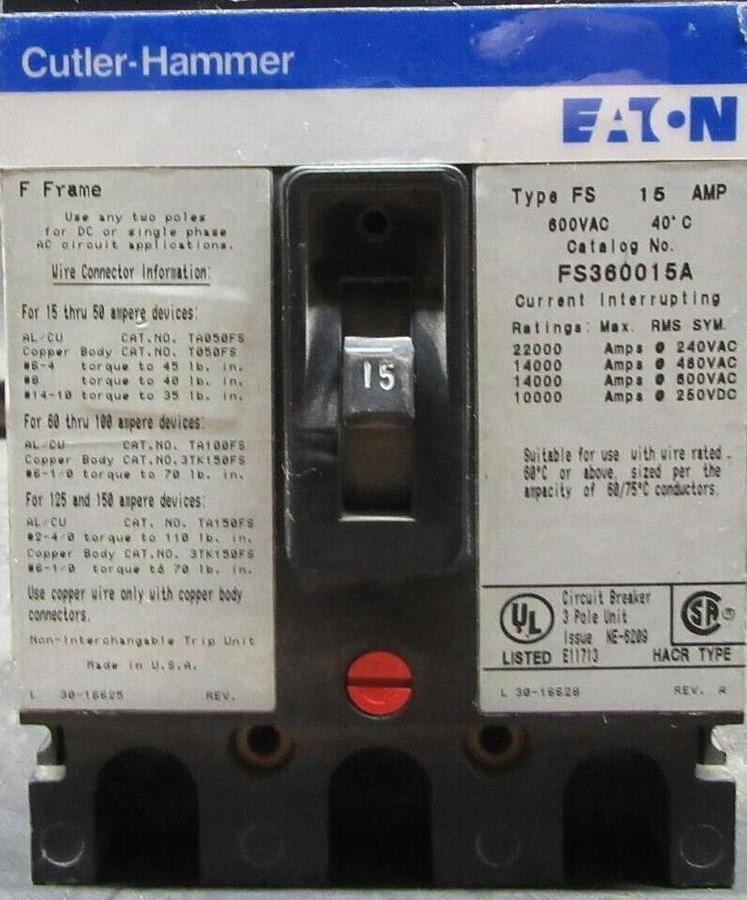 Cutler-Hammer
EATON
F Frame
Use any two poles
for DC or single phase
AC circuit applications.
Wire Connector Information:
For 15 thru 50 ampere devices:
AL/CU CAT.NO. TA050FS
Copper Body CAT.NO. T050FS
#6-4 torque to 45 lb. in.
#8 torque to 40 lb. in.
#14-10 torque to 35 lb. in.
For 60 thru 100 ampere devices:
AL/CU CAT.NO. TA100FS
Copper Body CAT.NO.3TK150FS
#6-1/0 torque to 70 lb. in.
For 125 and 150 ampere devices:
AL/CU CAT. NO. TA150FS
#2-4/0 torque to 110 lb. in.
Copper Body CAT.NO. 3TK150FS
#6-1/0 torque to 70 lb. in.
Use copper wire only with copper body
connectors.
Non-Interchangable Trip Unit
Made in U.S.A.
L 30-16625 REV.
15
Type FS 15 AMP
600VAC 40°C
Catalog No.
FS360015A
Current Interrupting
Ratings: Max. RMS SYM.
22000 Amps @ 240VAC
14000 Amps @ 480VAC
14000 Amps @ 600VAC
10000 Amps @ 250VDC
Suitable for use with wire rated
60°C or above, sized per the
ampacity of 60/75°C conductors.
UL
LISTED
Circuit Breaker
3 Pole Unit
Issue NE-6209
E11713
SA®
HACR TYPE
L 30-16628 REV. A